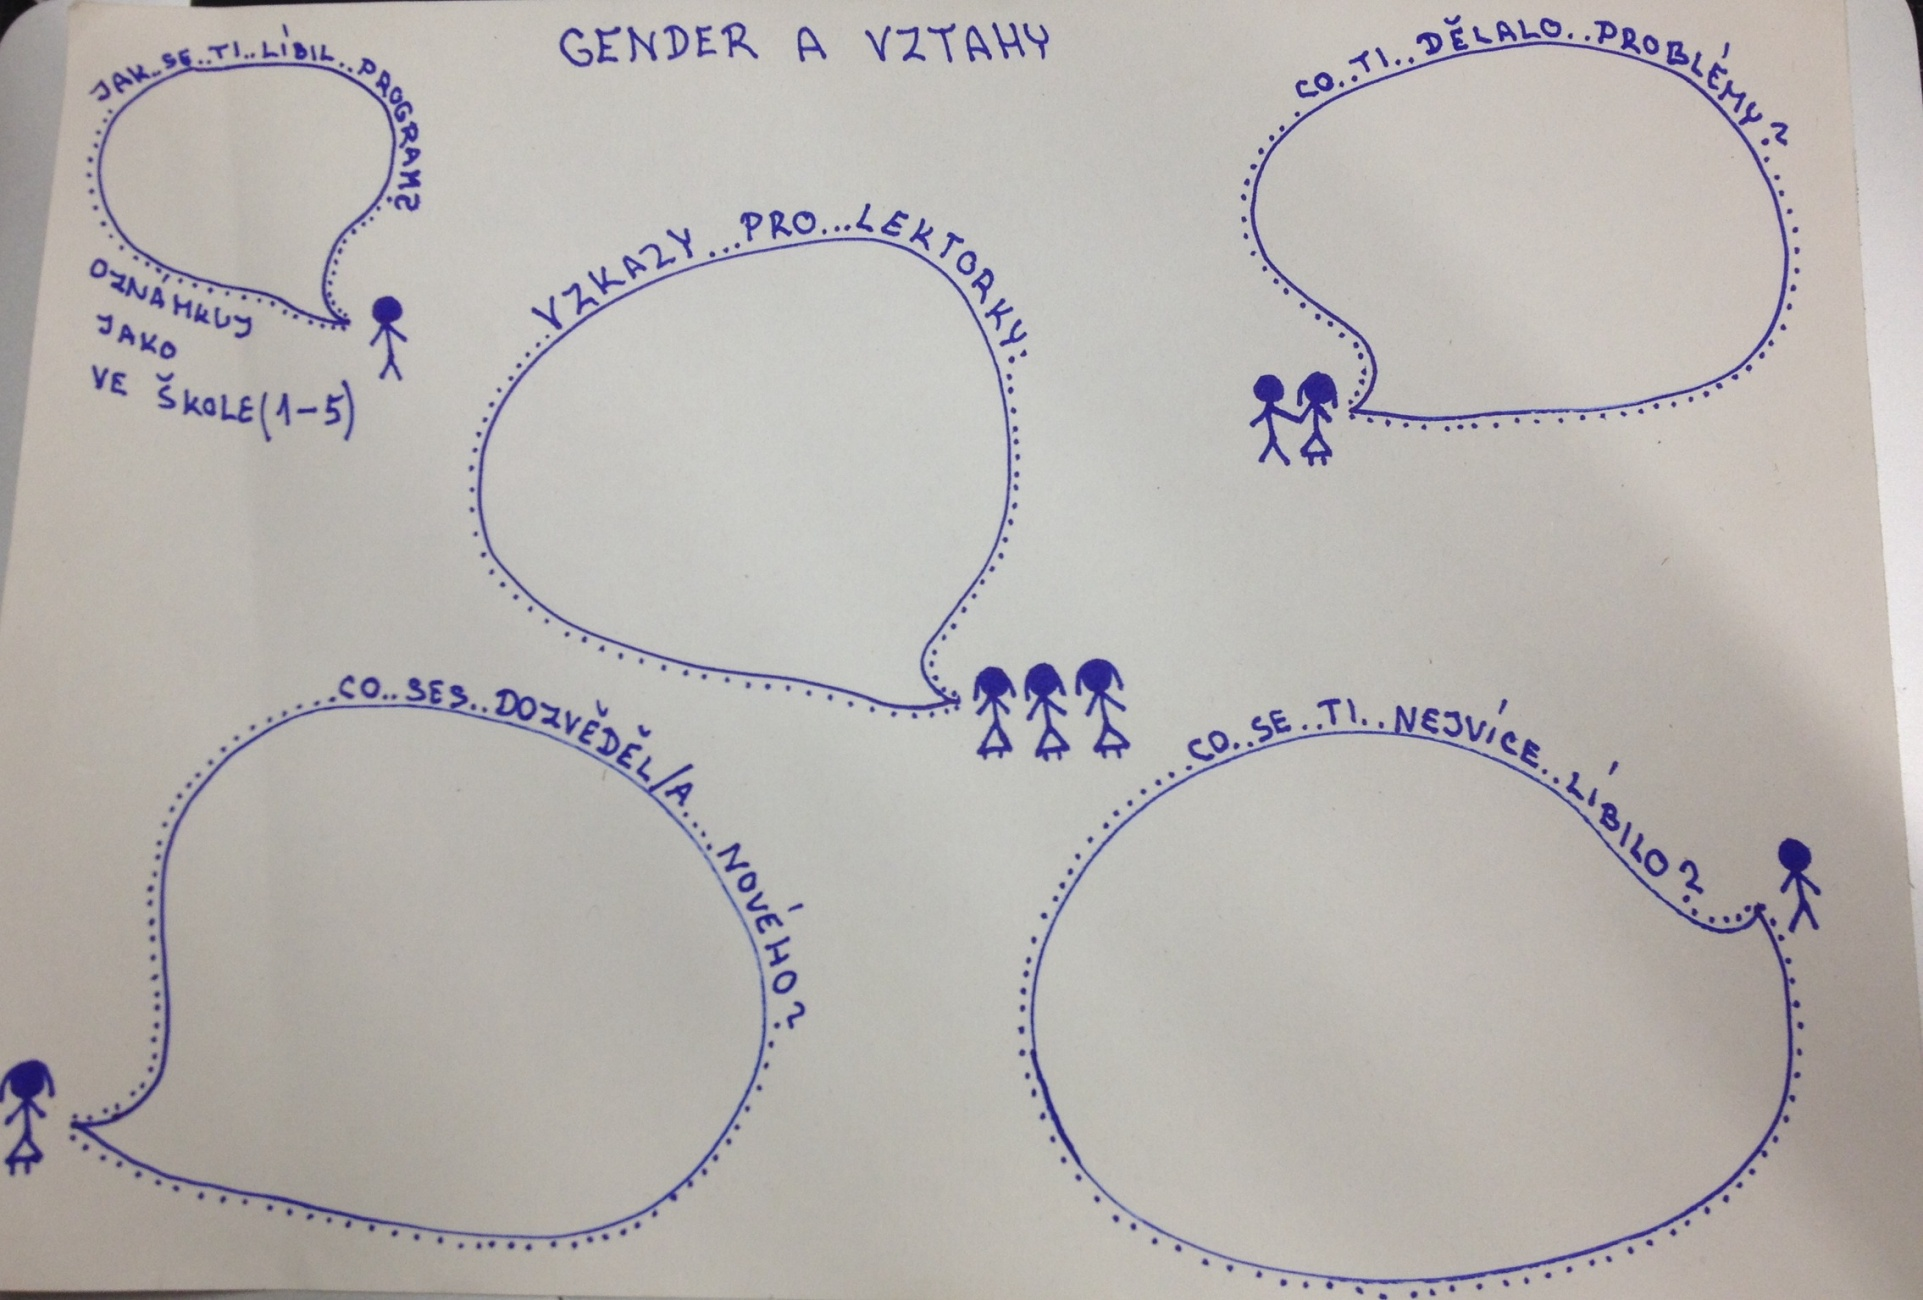 GENDER A VZTAHY
JAK..SE..TI..LÍBIL..PROGRAM?
OZNÁMKUJ
JAKO
VE ŠKOLE(1-5)
CO..TI..DĚLALO..PROBLÉMY?
VZKAZY...PRO...LEKTORKY:
CO..SES..DOZVĚDĚL/A....NOVÉHO?
CO..SE..TI..NEJVÍCE..LÍBILO?